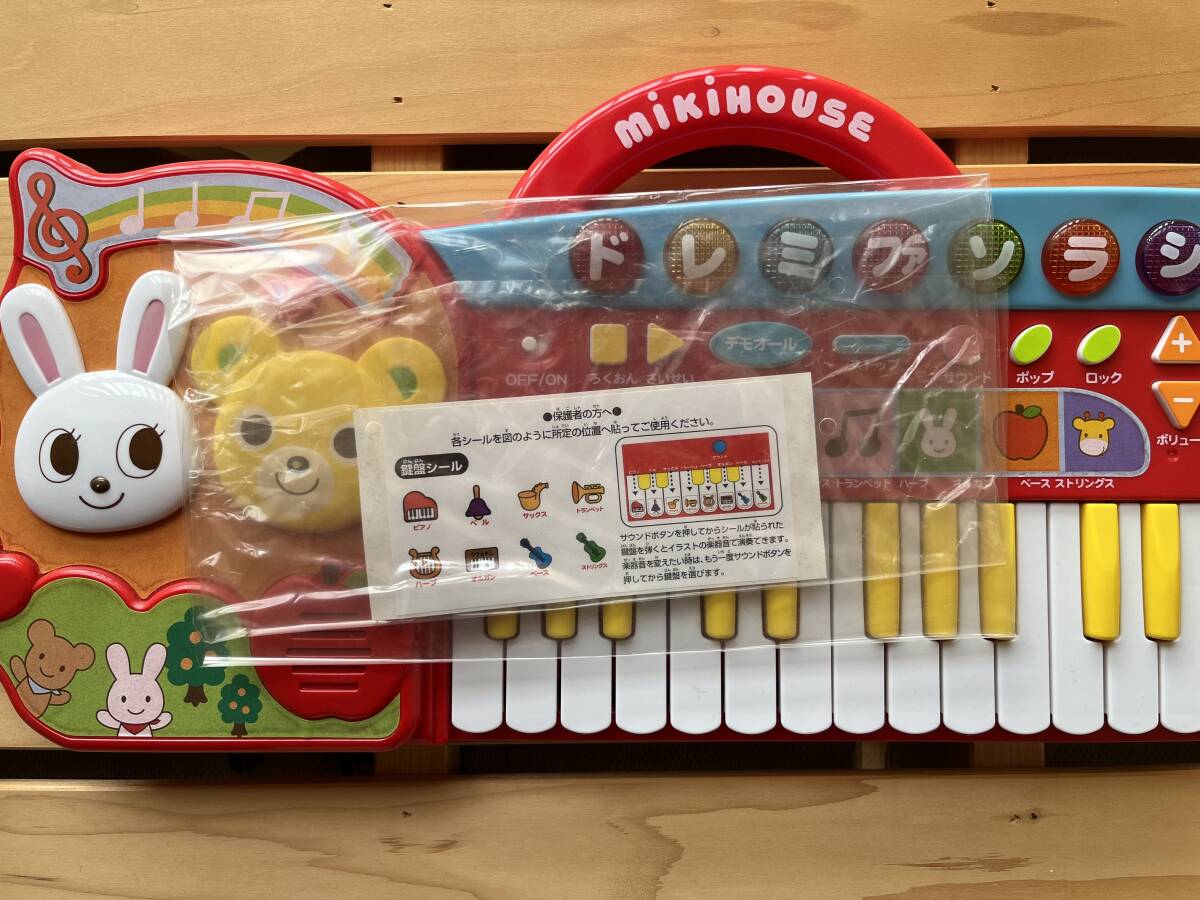 mikiHOUSE
ド レ ミ ファ ソ ラ シ
OFF/ON
ろくおん さいせい
デモオール
ポップ
ロック
+
-
ボリュー
トランペット ハープ
ベース ストリングス
●保護者の方へ●
各シールを図のように所定の位置へ貼ってご使用ください。
鍵盤シール
ピアノ
ベル
サックス
トランペット
ハープ
オルガン
ベース
ストリングス
サウンドボタンを押してからシールが貼られた
鍵盤を弾くとイラストの楽器音で演奏できます。
楽器音を変えたい時は、もう一度サウンドボタンを
押してから鍵盤を選びます。